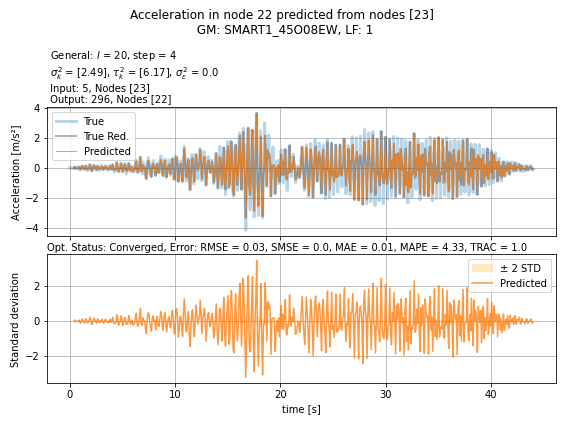 Acceleration in node 22 predicted from nodes [23]
GM: SMART1_45O08EW, LF: 1
General: l = 20, step = 4
σ²ₖ = [2.49], τ²ₖ = [6.17], σ²ε = 0.0
Input: 5, Nodes [23]
Output: 296, Nodes [22]
Acceleration [m/s²]
4
2
0
−2
−4
True
True Red.
Predicted
Opt. Status: Converged, Error: RMSE = 0.03, SMSE = 0.0, MAE = 0.01, MAPE = 4.33, TRAC = 1.0
Standard deviation
2
0
−2
± 2 STD
Predicted
0
10
20
30
40
time [s]